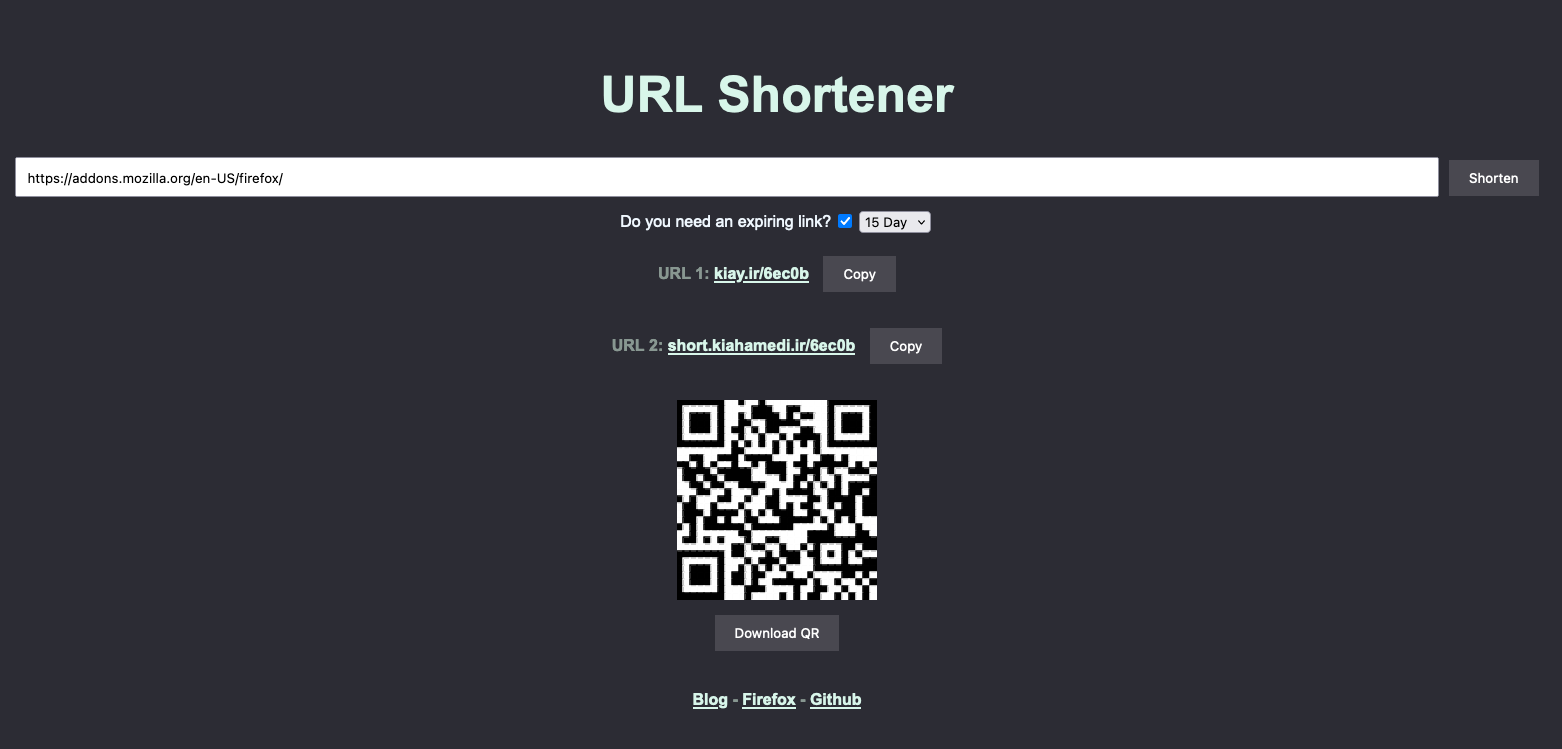 URL Shortener
https://addons.mozilla.org/en-US/firefox/ Shorten
Do you need an expiring link? 15 Day
URL 1: kiay.ir/6ec0b Copy
URL 2: short.kiahamedi.ir/6ec0b Copy
Download QR
Blog - Firefox - Github